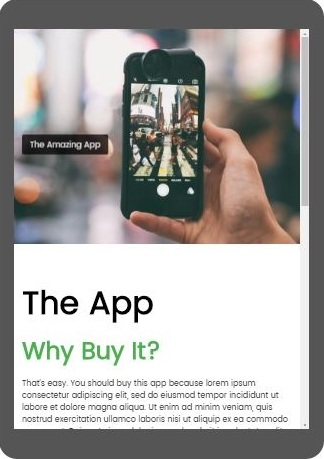 The Amazing App
The App
Why Buy It?
That's easy. You should buy this app because lorem ipsum
consectetur adipiscing elit, sed do eiusmod tempor incididunt ut
labore et dolore magna aliqua. Ut enim ad minim veniam, quis
nostrud exercitation ullamco laboris nisi ut aliquip ex ea commodo